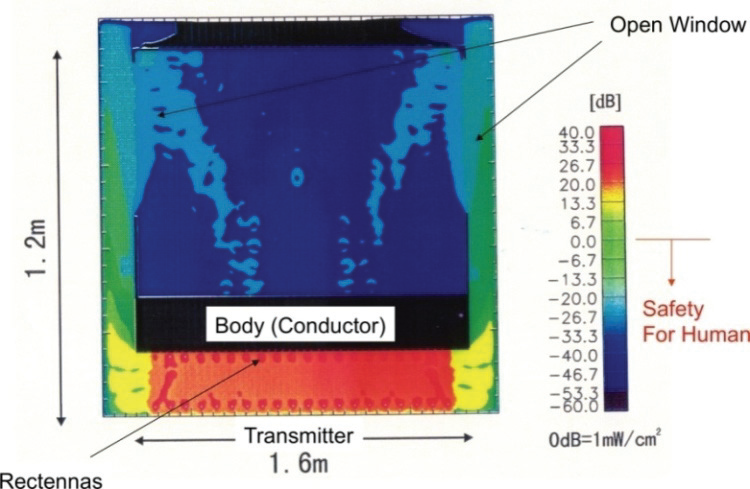 Open Window
[dB]
40.0
33.3
26.7
20.0
13.3
6.7
0.0
-6.7
-13.3
-20.0
-26.7
-33.3
-40.0
-46.7
-53.3
-60.0
Safety
For Human
0dB=1mW/cm²
1.2m
Body (Conductor)
Transmitter
1.6m
Rectennas